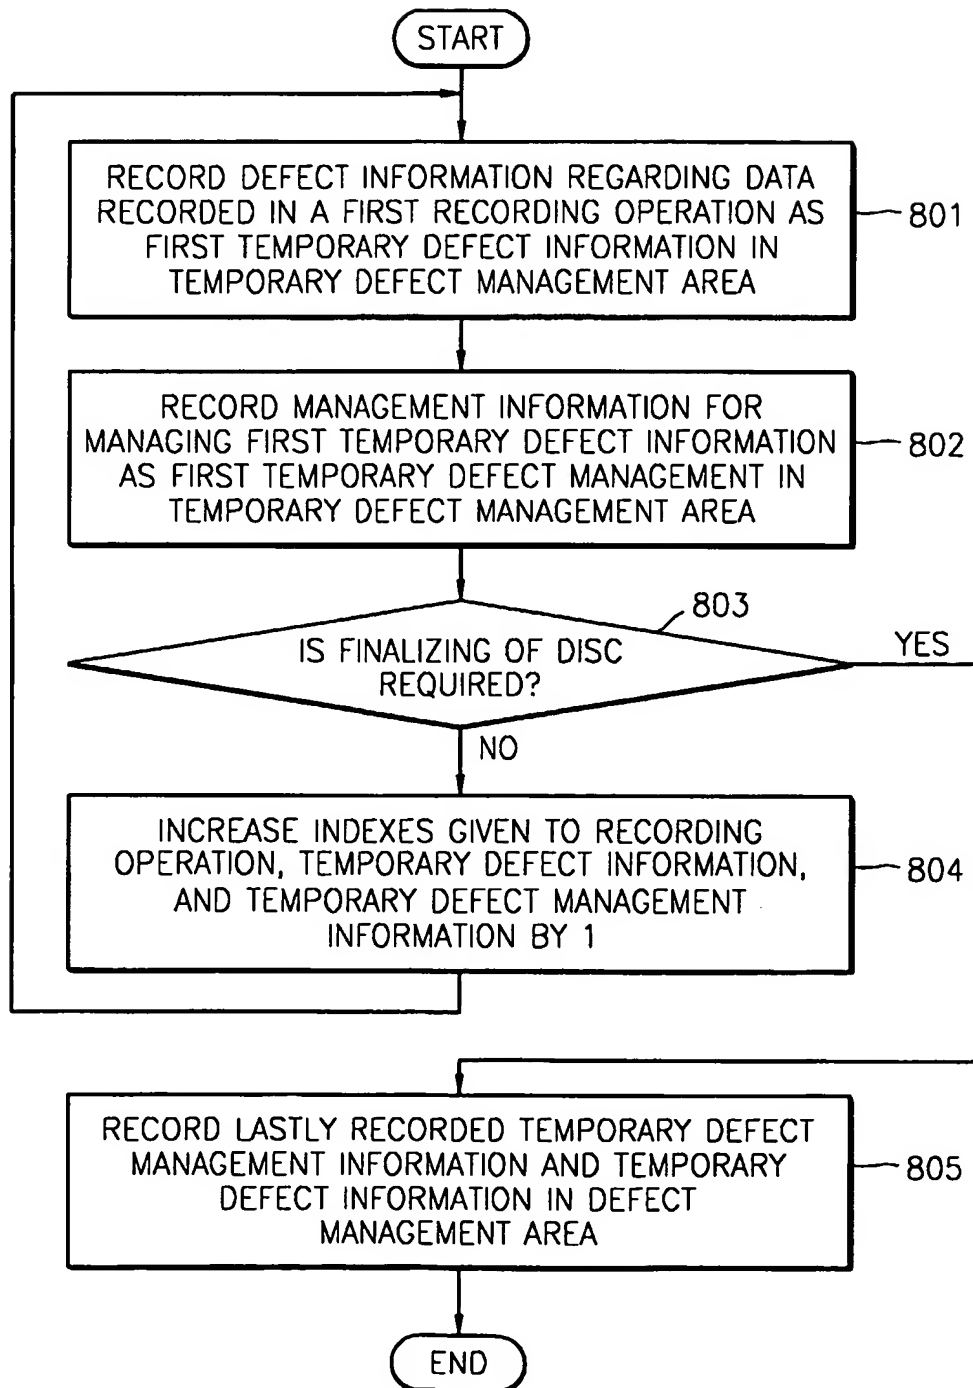 START
RECORD DEFECT INFORMATION REGARDING DATA
RECORDED IN A FIRST RECORDING OPERATION AS
FIRST TEMPORARY DEFECT INFORMATION IN
TEMPORARY DEFECT MANAGEMENT AREA
801
RECORD MANAGEMENT INFORMATION FOR
MANAGING FIRST TEMPORARY DEFECT INFORMATION
AS FIRST TEMPORARY DEFECT MANAGEMENT IN
TEMPORARY DEFECT MANAGEMENT AREA
802
803
IS FINALIZING OF DISC
REQUIRED?
YES
NO
INCREASE INDEXES GIVEN TO RECORDING
OPERATION, TEMPORARY DEFECT INFORMATION,
AND TEMPORARY DEFECT MANAGEMENT
INFORMATION BY 1
804
RECORD LASTLY RECORDED TEMPORARY DEFECT
MANAGEMENT INFORMATION AND TEMPORARY
DEFECT INFORMATION IN DEFECT
MANAGEMENT AREA
805
END